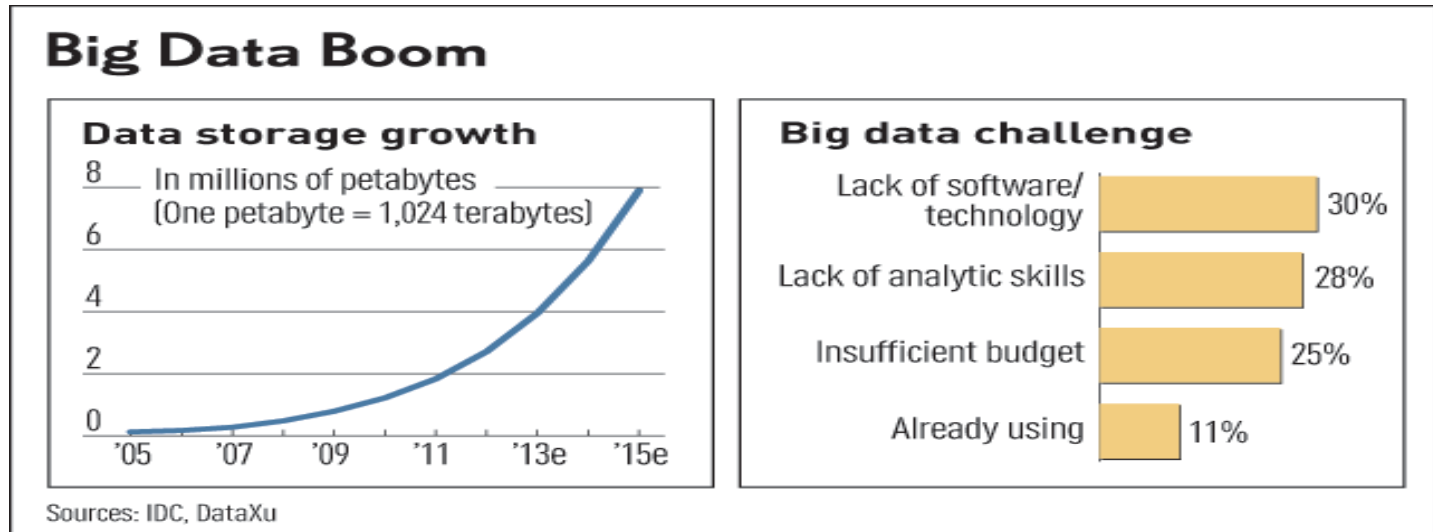 Big Data Boom
Data storage growth
8
In millions of petabytes
(One petabyte = 1,024 terabytes)
6
4
2
0
’05 ’07 ’09 ’11 ’13e ’15e
Big data challenge
Lack of software/
technology
30%
Lack of analytic skills
28%
Insufficient budget
25%
Already using
11%
Sources: IDC, DataXu